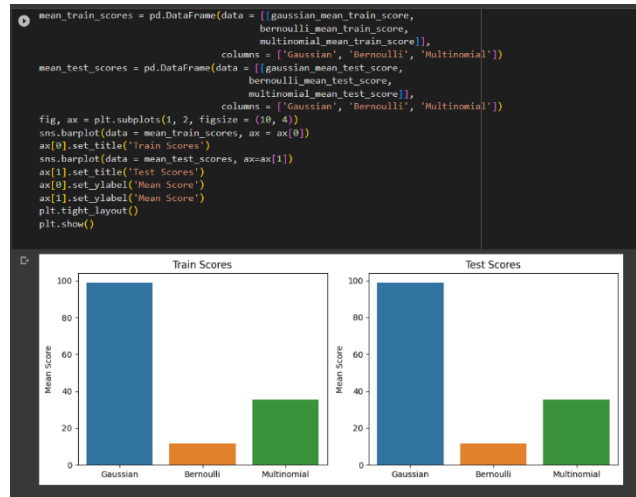 mean_train_scores = pd.DataFrame(data = [[gaussian_mean_train_score,
bernoulli_mean_train_score,
multinomial_mean_train_score]],
columns = ['Gaussian', 'Bernoulli', 'Multinomial'])
mean_test_scores = pd.DataFrame(data = [[gaussian_mean_test_score,
bernoulli_mean_test_score,
multinomial_mean_test_score]],
columns = ['Gaussian', 'Bernoulli', 'Multinomial'])
fig, ax = plt.subplots(1, 2, figsize = (10, 4))
sns.barplot(data = mean_train_scores, ax = ax[0])
ax[0].set_title('Train Scores')
sns.barplot(data = mean_test_scores, ax=ax[1])
ax[1].set_title('Test Scores')
ax[0].set_ylabel('Mean Score')
ax[1].set_ylabel('Mean Score')
plt.tight_layout()
plt.show()
Train Scores
Mean Score
100
80
60
40
20
0
Gaussian Bernoulli Multinomial
Test Scores
Mean Score
100
80
60
40
20
0
Gaussian Bernoulli Multinomial